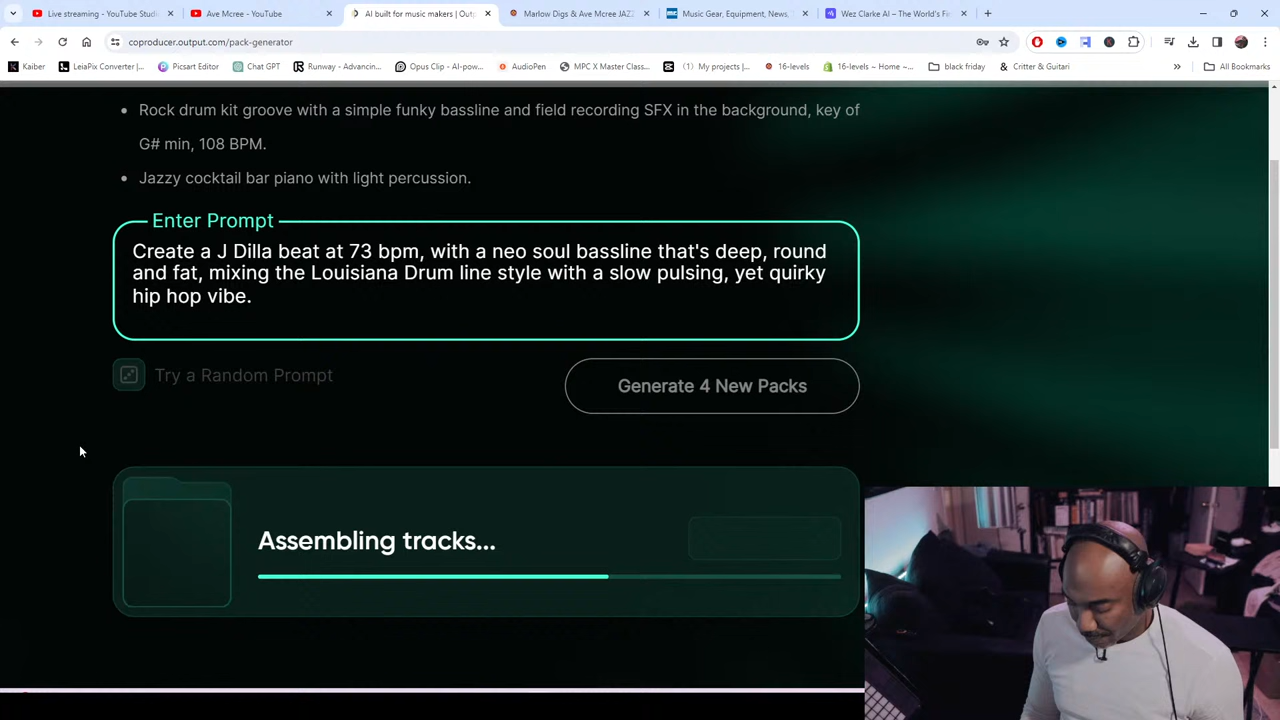 Live streaming - YouTube Studi
Ave Mcree - YouTube
AI built for music makers | Outp
Marlow Digs & Ave Mcree JAZZ
Music Gear, Equipment, News,
Wez Clarke AI – The World's Fi
coproducer.output.com/pack-generator
Kaiber
LeiaPix Converter |...
Picsart Editor
Chat GPT
Runway - Advancin...
Opus Clip - AI-pow...
AudioPen
MPC X Master Class...
(1) My projects |...
16-levels
16-levels ~ Home ~...
black friday
Critter & Guitari
All Bookmarks
• Rock drum kit groove with a simple funky bassline and field recording SFX in the background, key of
G# min, 108 BPM.
• Jazzy cocktail bar piano with light percussion.
Enter Prompt
Create a J Dilla beat at 73 bpm, with a neo soul bassline that's deep, round
and fat, mixing the Louisiana Drum line style with a slow pulsing, yet quirky
hip hop vibe.
Try a Random Prompt
Generate 4 New Packs
Assembling tracks...